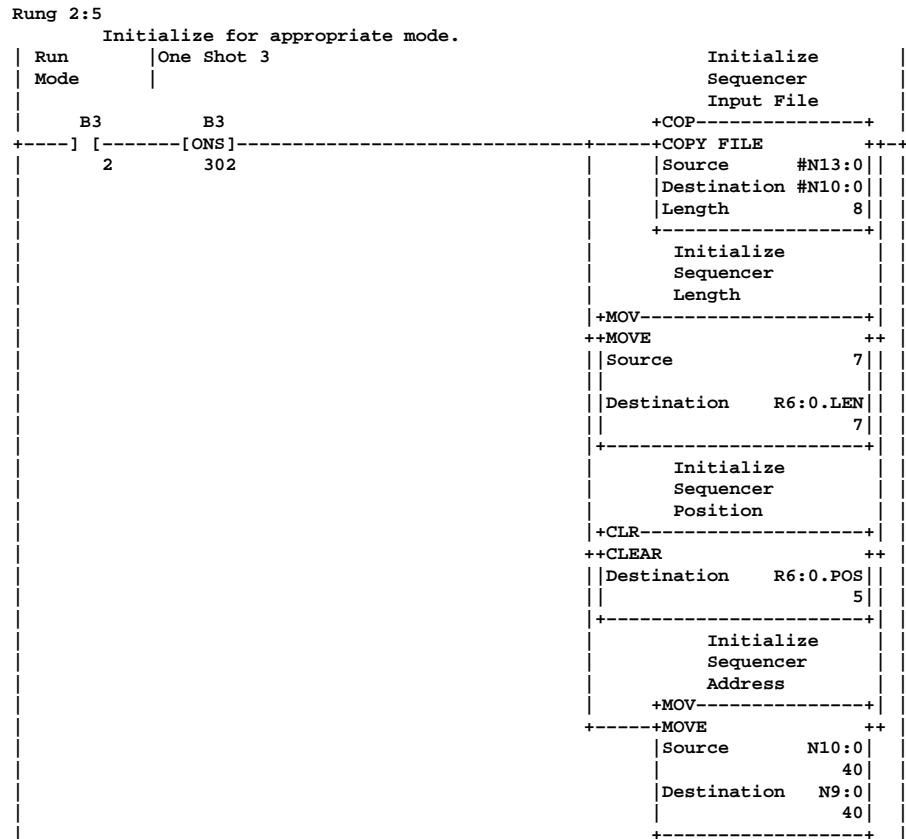 Rung 2:5
Initialize for appropriate mode.
| Run |One Shot 3 Initialize |
| Mode | Sequencer |
| Input File |
| B3 B3 +COP---------------+ |
+----] [-------[ONS]-------------------------------+-----+COPY FILE ++-+
| 2 302 | |Source #N13:0|| |
| | |Destination #N10:0|| |
| | |Length 8|| |
| | +------------------+| |
| | Initialize | |
| | Sequencer | |
| | Length | |
| |+MOV--------------------+| |
| ++MOVE ++ |
| ||Source 7|| |
| || || |
| ||Destination R6:0.LEN|| |
| || 7|| |
| |+-----------------------+| |
| | Initialize | |
| | Sequencer | |
| | Position | |
| |+CLR--------------------+| |
| ++CLEAR ++ |
| ||Destination R6:0.POS|| |
| || 5|| |
| |+-----------------------+| |
| | Initialize | |
| | Sequencer | |
| | Address | |
| | +MOV---------------+| |
| +-----+MOVE ++ |
| |Source N10:0| |
| | 40| |
| |Destination N9:0| |
| | 40| |
| +------------------+ |